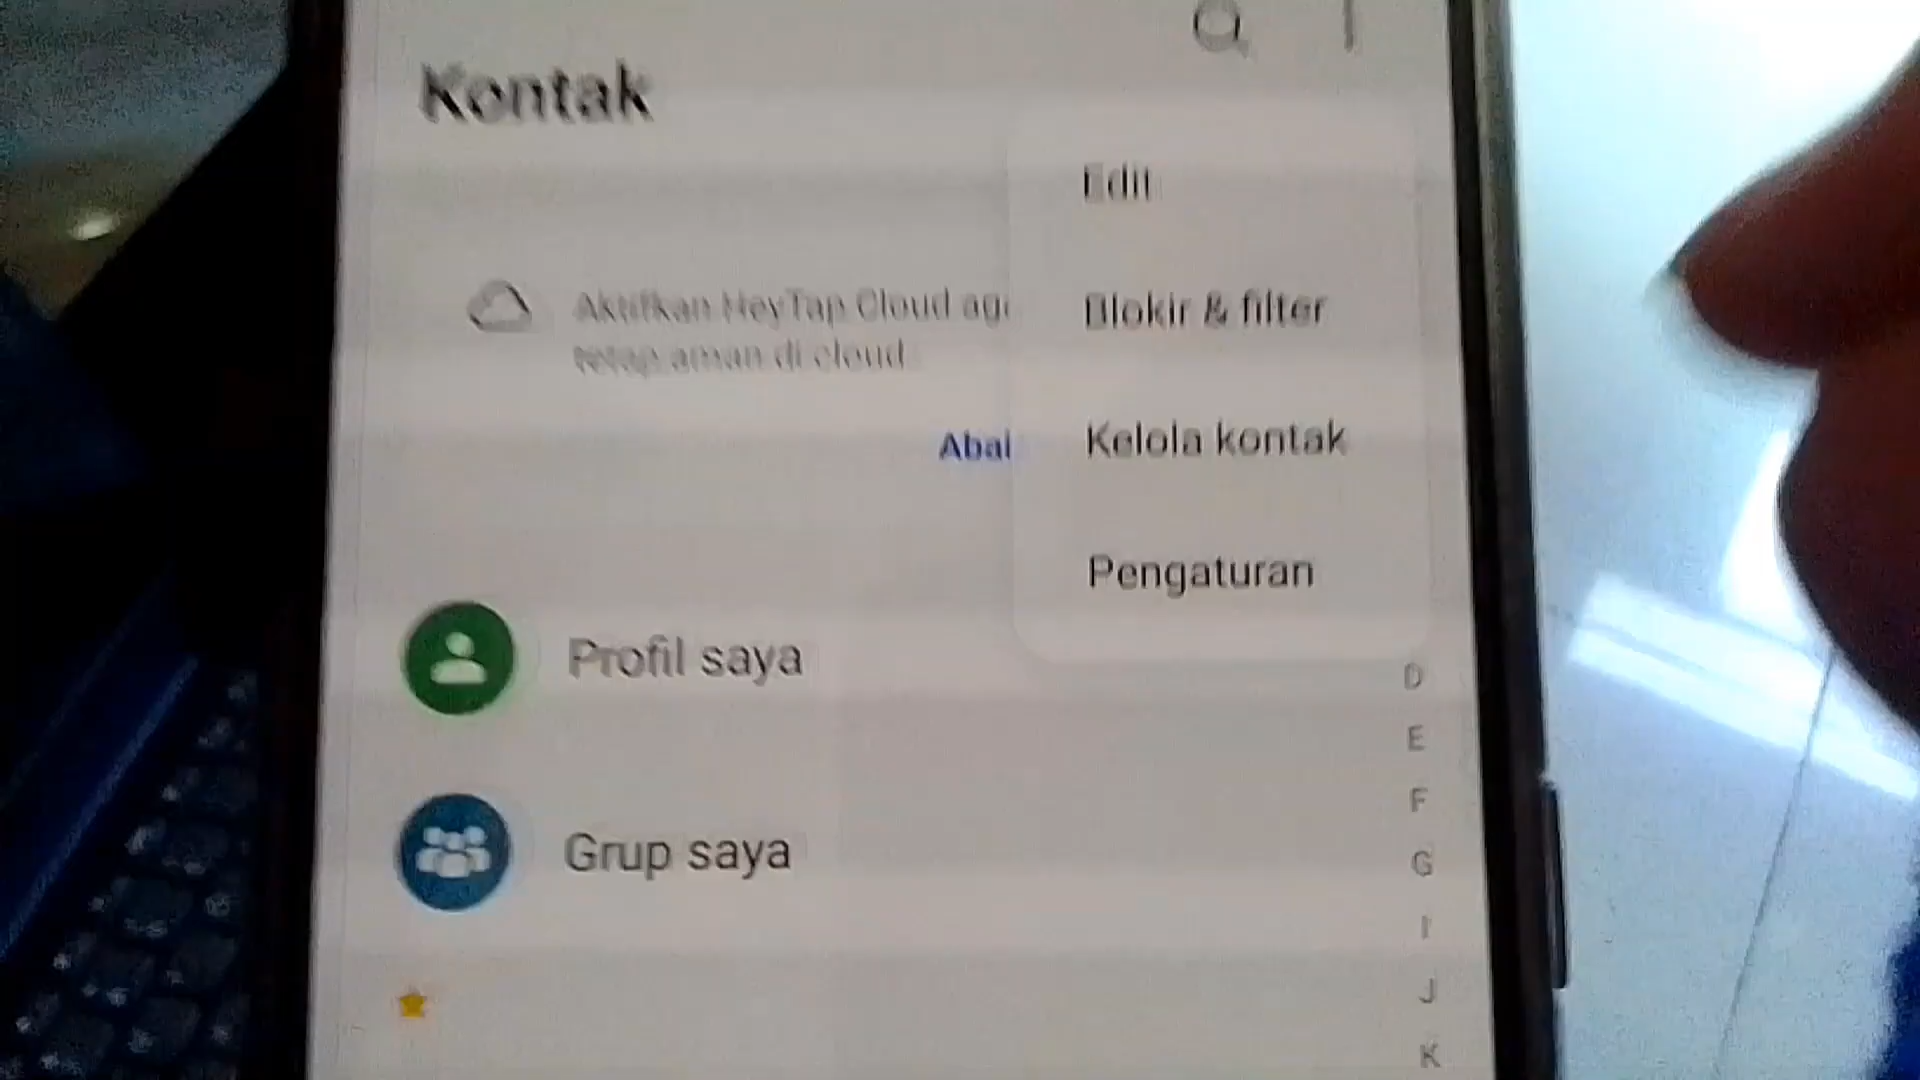 Kontak
Edit
Aktifkan HeyTap Cloud aga
tetap aman di cloud.
Blokir & filter
Abai
Kelola kontak
Pengaturan
Profil saya
D
E
F
Grup saya
G
I
J
K